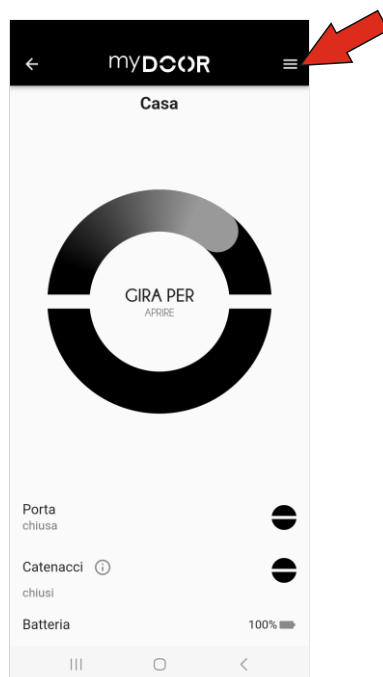 myDOOR
Casa
GIRA PER
APRIRE
Porta
chiusa
Catenacci
chiusi
Batteria
100%